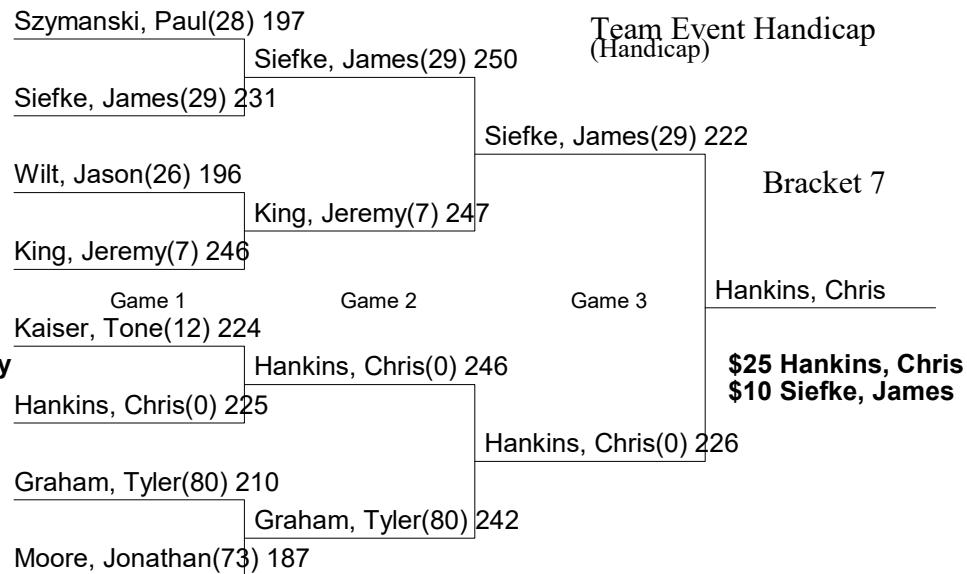 Szymanski, Paul(28) 197
Team Event Handicap
(Handicap)
Siefke, James(29) 250
Siefke, James(29) 231
Siefke, James(29) 222
Wilt, Jason(26) 196
Bracket 7
King, Jeremy(7) 247
King, Jeremy(7) 246
Game 1
Game 2
Game 3
Hankins, Chris
Kaiser, Tone(12) 224
y
Hankins, Chris(0) 246
$25 Hankins, Chris
$10 Siefke, James
Hankins, Chris(0) 225
Hankins, Chris(0) 226
Graham, Tyler(80) 210
Graham, Tyler(80) 242
Moore, Jonathan(73) 187